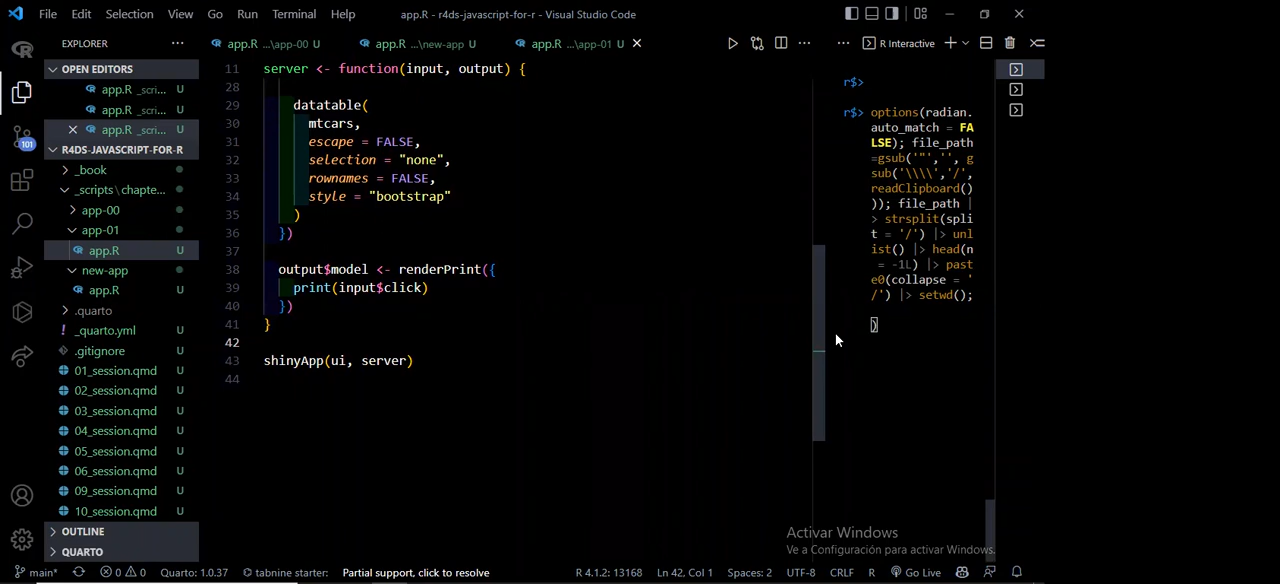 File Edit Selection View Go Run Terminal Help app.R - r4ds-javascript-for-r - Visual Studio Code
EXPLORER
app.R ...\app-00 U app.R ...\new-app U app.R ...\app-01 U
R Interactive
OPEN EDITORS
app.R _scri... U
app.R _scri... U
app.R _scri... U
R4DS-JAVASCRIPT-FOR-R
_book
_scripts \ chapte...
app-00
app-01
app.R U
new-app
app.R U
.quarto
_quarto.yml U
.gitignore U
01_session.qmd U
02_session.qmd U
03_session.qmd U
04_session.qmd U
05_session.qmd U
06_session.qmd U
09_session.qmd U
10_session.qmd U
OUTLINE
QUARTO
101
11 server <- function(input, output) {
28
29 datatable(
30 mtcars,
31 escape = FALSE,
32 selection = "none",
33 rownames = FALSE,
34 style = "bootstrap"
35 )
36 })
37
38 output$model <- renderPrint({
39 print(input$click)
40 })
41 }
42
43 shinyApp(ui, server)
44
r$>
r$> options(radian.
auto_match = FA
LSE); file_path
=gsub('"','', g
sub('\\\\','/',
readClipboard()
)); file_path |
> strsplit(spli
t = '/') |> unl
ist() |> head(n
= -1L) |> past
e0(collapse = '
/') |> setwd();
)
Activar Windows
Ve a Configuración para activar Windows.
main* 0 0 Quarto: 1.0.37 tabnine starter: Partial support, click to resolve R 4.1.2: 13168 Ln 42, Col 1 Spaces: 2 UTF-8 CRLF R Go Live